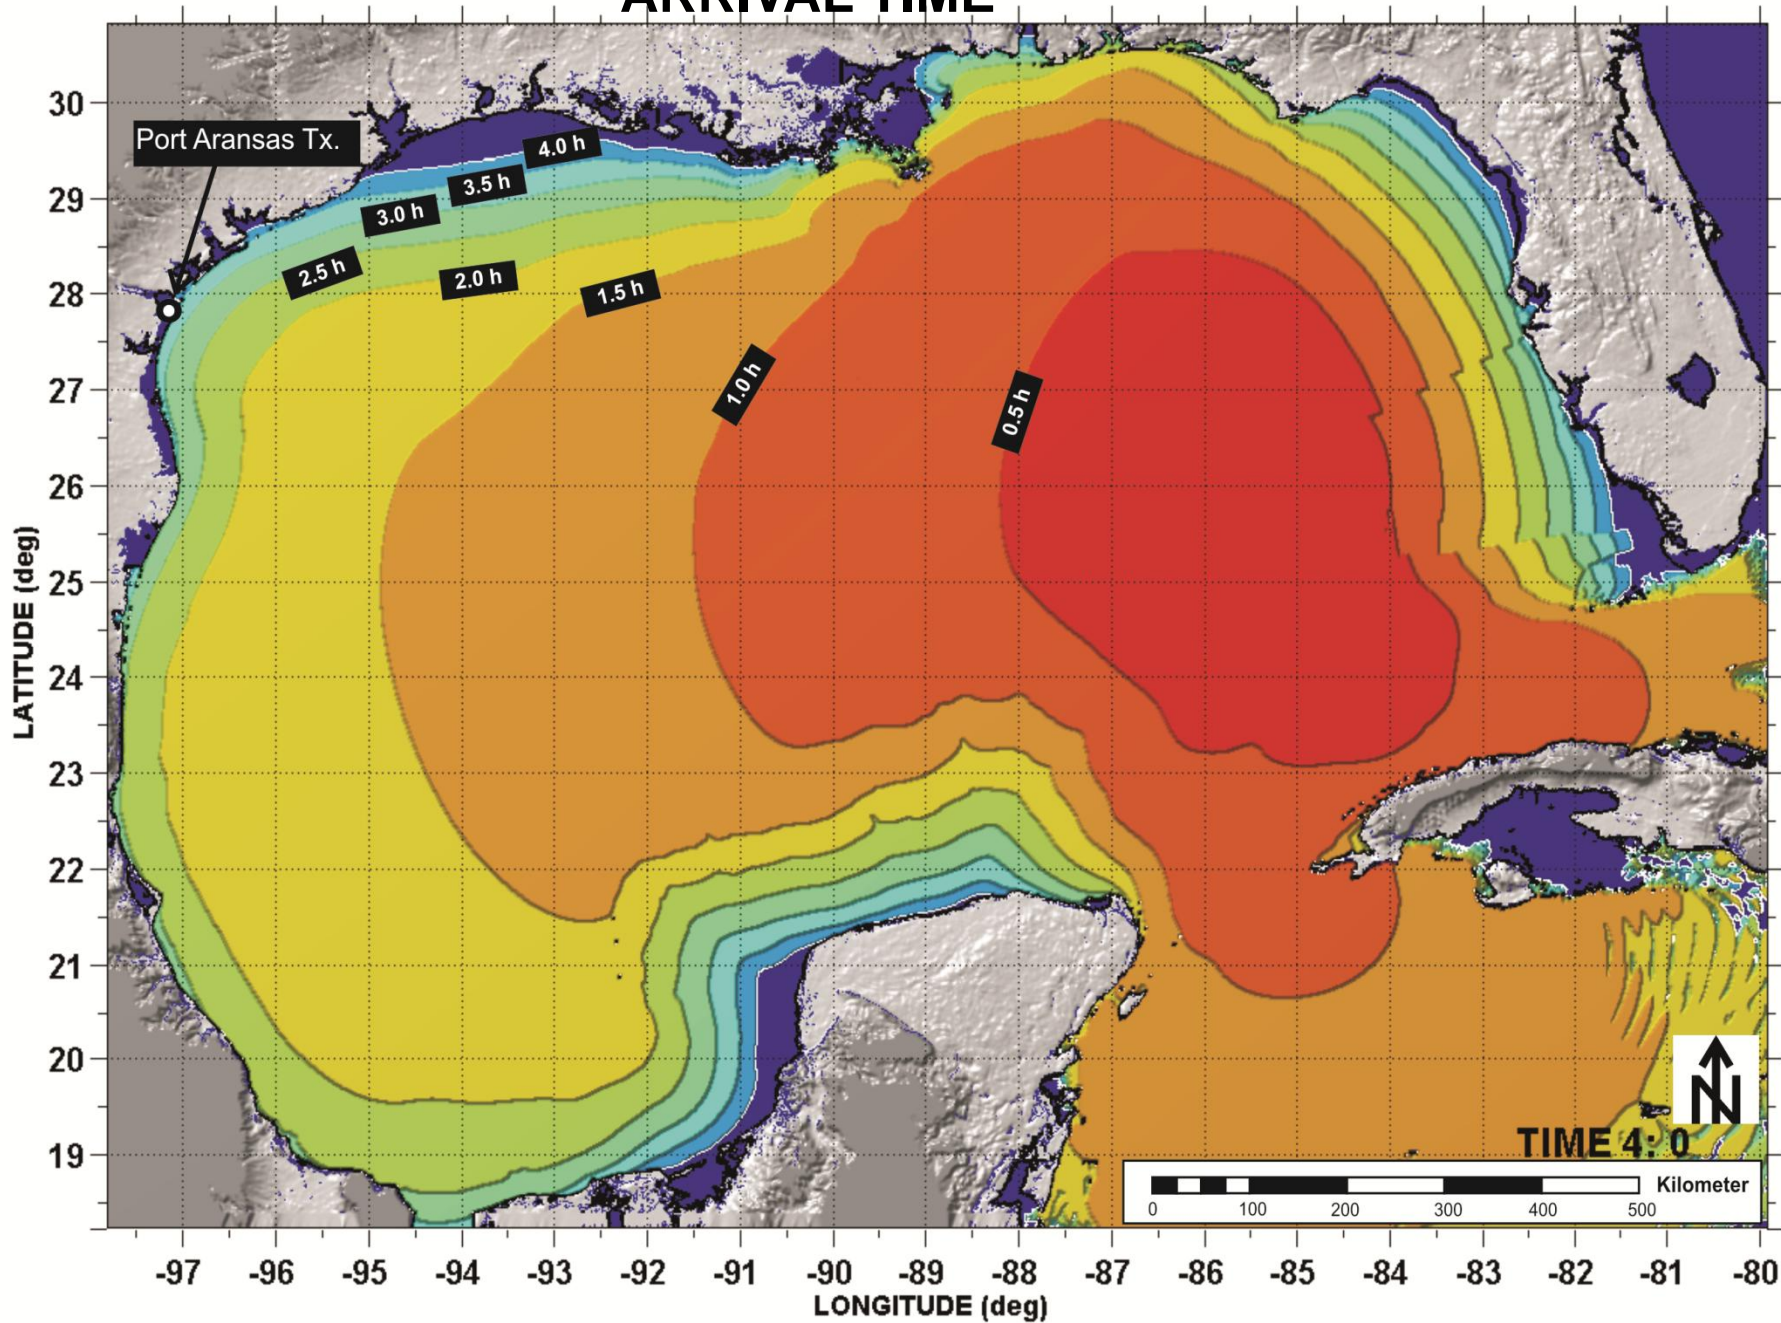 ARRIVAL TIME
30
Port Aransas Tx.
4.0 h
3.5 h
29
3.0 h
2.5 h
2.0 h
28
1.5 h
1.0 h
27
0.5 h
26
25
24
23
22
21
20
19
LATITUDE (deg)
N
TIME 4: 0
Kilometer
0 100 200 300 400 500
-97 -96 -95 -94 -93 -92 -91 -90 -89 -88 -87 -86 -85 -84 -83 -82 -81 -80
LONGITUDE (deg)